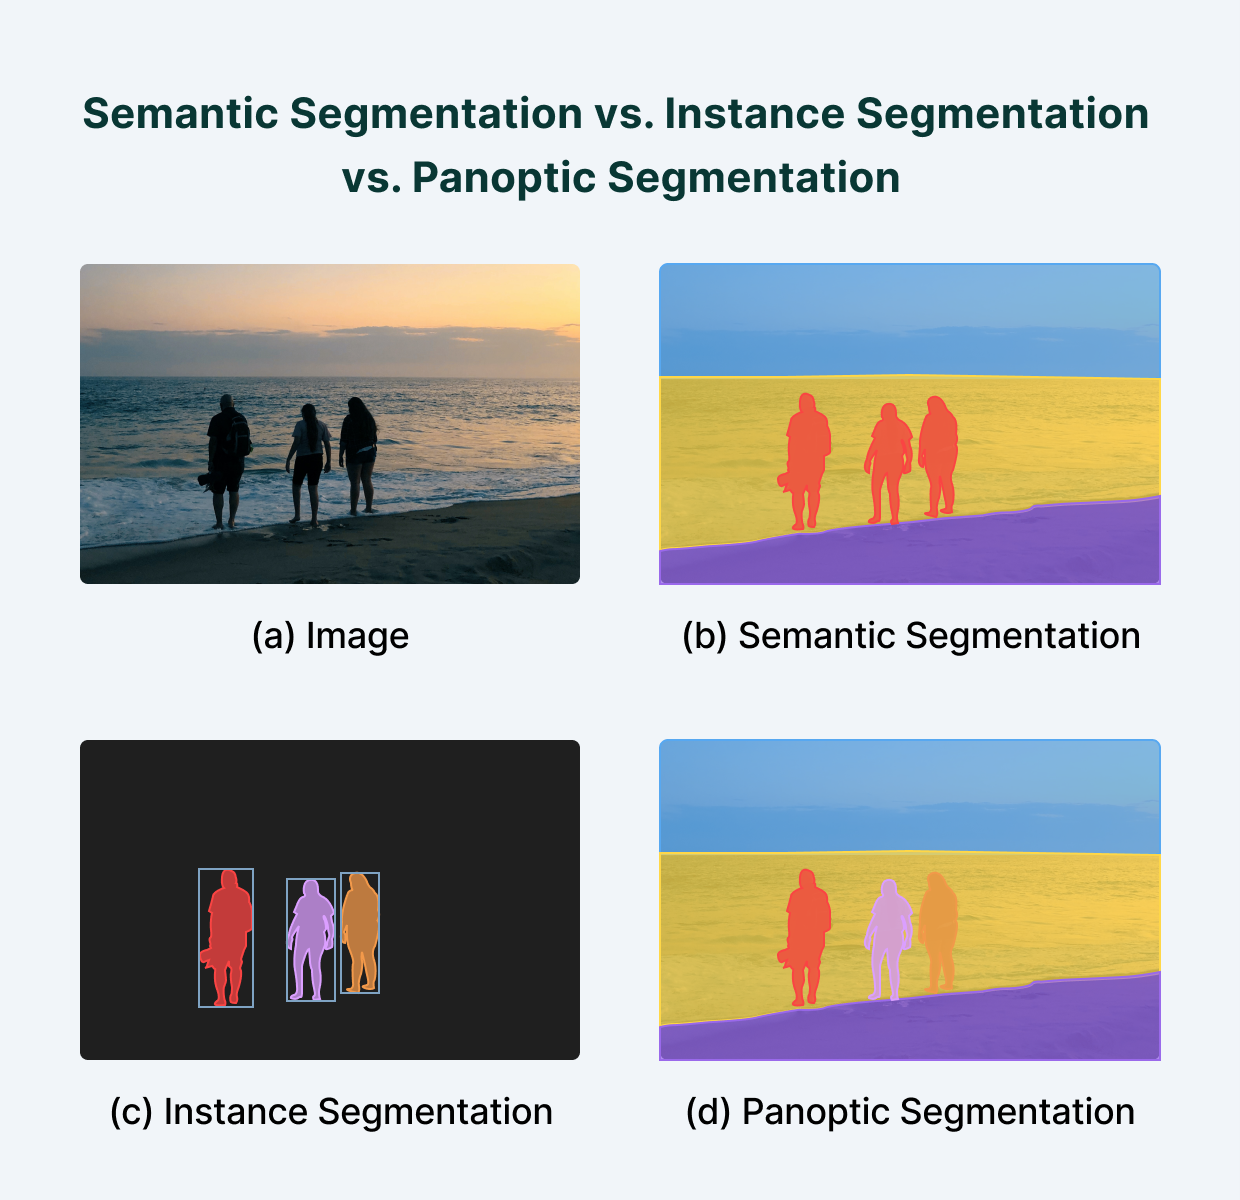 Semantic Segmentation vs. Instance Segmentation
vs. Panoptic Segmentation
(a) Image
(b) Semantic Segmentation
(c) Instance Segmentation
(d) Panoptic Segmentation